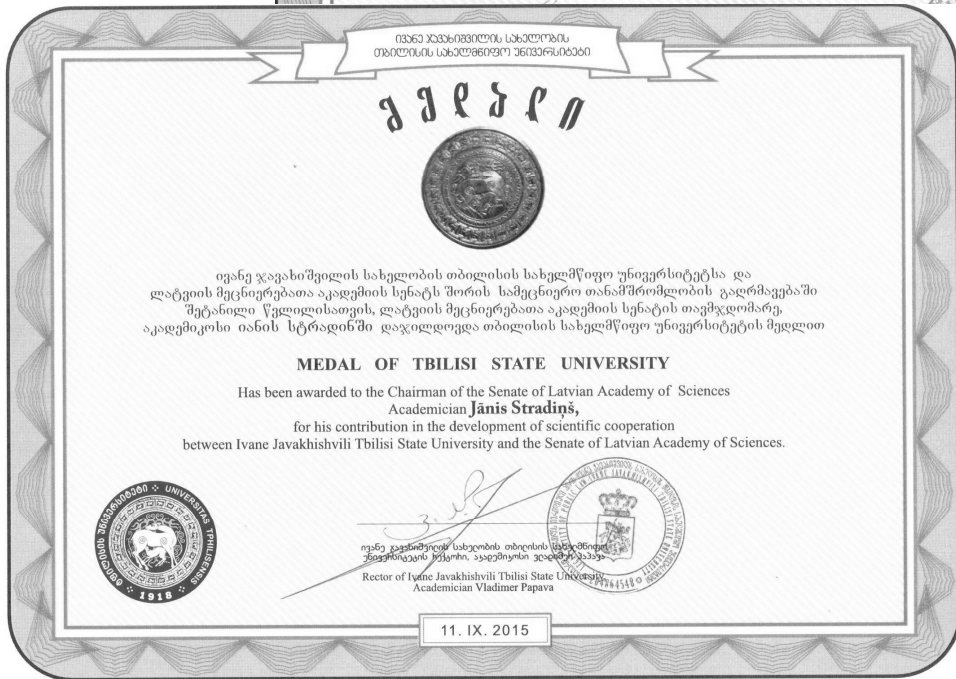 ივანე ჯავახიშვილის სახელობის
თბილისის სახელმწიფო უნივერსიტეტი
მედალი
ივანე ჯავახიშვილის სახელობის თბილისის სახელმწიფო უნივერსიტეტსა და
ლატვიის მეცნიერებათა აკადემიის სენატს შორის სამეცნიერო თანამშრომლობის გაღრმავებაში
შეტანილი წვლილისათვის, ლატვიის მეცნიერებათა აკადემიის სენატის თავმჯდომარე,
აკადემიკოსი იანის სტრადინში დაჯილდოვდა თბილისის სახელმწიფო უნივერსიტეტის მედლით
MEDAL OF TBILISI STATE UNIVERSITY
Has been awarded to the Chairman of the Senate of Latvian Academy of Sciences
Academician Jānis Stradiņš,
for his contribution in the development of scientific cooperation
between Ivane Javakhishvili Tbilisi State University and the Senate of Latvian Academy of Sciences.
ივანე ჯავახიშვილის სახელობის თბილისის სახელმწიფო
უნივერსიტეტის რექტორი, აკადემიკოსი ვლადიმერ პაპავა
Rector of Ivane Javakhishvili Tbilisi State University,
Academician Vladimer Papava
ტფილისის უნივერსიტეტი UNIVERSITAS TPHILISENSIS
1918
11. IX. 2015